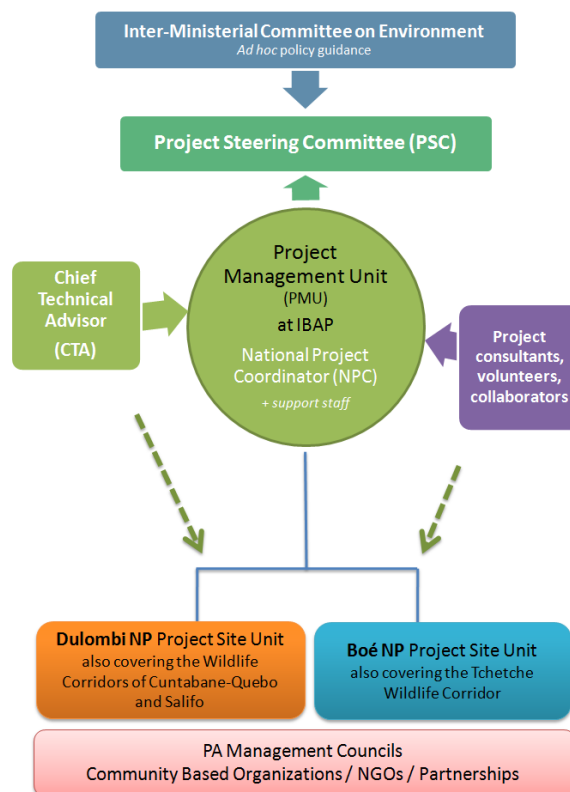 Inter-Ministerial Committee on Environment
Ad hoc policy guidance
Project Steering Committee (PSC)
Chief
Technical
Advisor
(CTA)
Project
Management Unit
(PMU)
at IBAP
National Project
Coordinator (NPC)
+ support staff
Project
consultants,
volunteers,
collaborators
Dulombi NP Project Site Unit
also covering the Wildlife
Corridors of Cuntabane-Quebo
and Salifo
Boé NP Project Site Unit
also covering the Tchetche
Wildlife Corridor
PA Management Councils
Community Based Organizations / NGOs / Partnerships